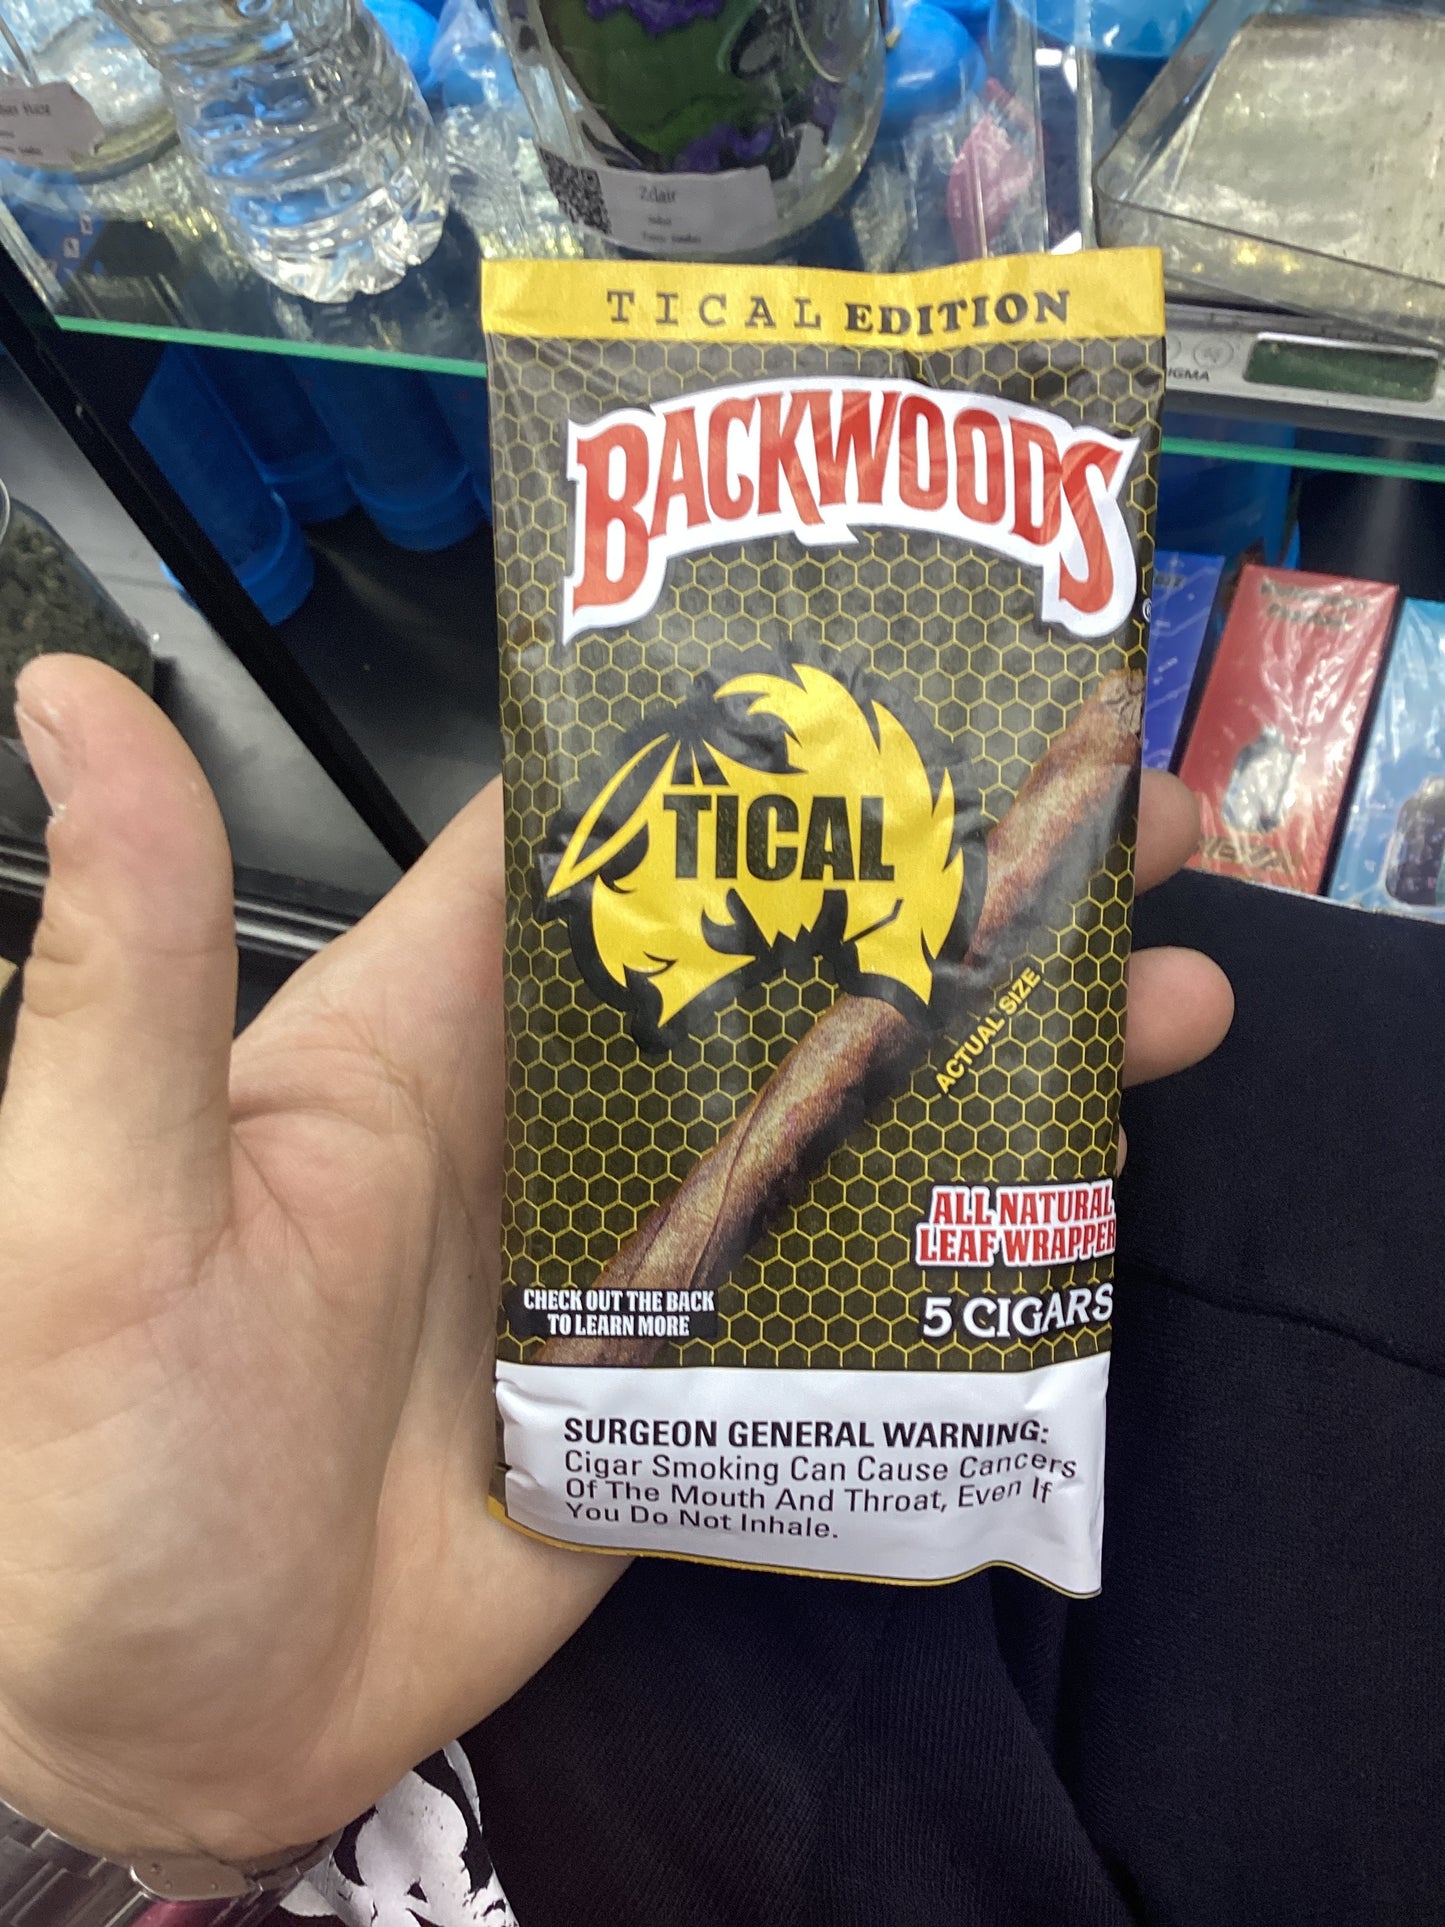 Zclair
TICAL EDITION
IGMA
BACKWOODS
TICAL
ACTUAL SIZE
ALL NATURAL
LEAF WRAPPER
CHECK OUT THE BACK
TO LEARN MORE
5 CIGARS
SURGEON GENERAL WARNING:
Cigar Smoking Can Cause Cancers
Of The Mouth And Throat, Even If
You Do Not Inhale.